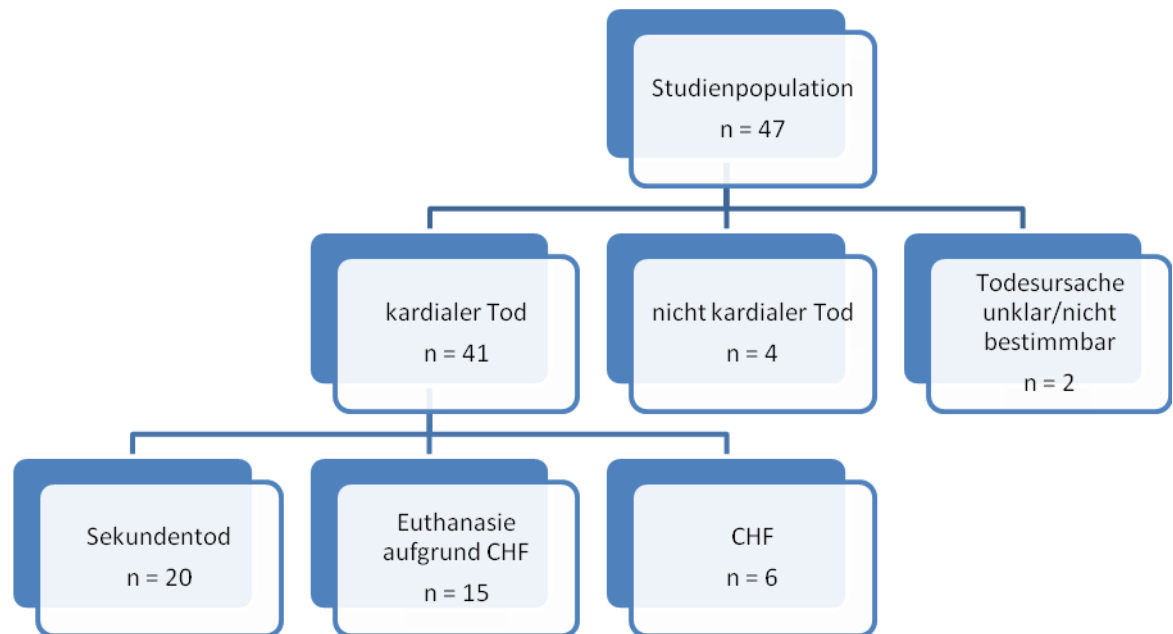 Studienpopulation
n = 47
kardialer Tod
n = 41
nicht kardialer Tod
n = 4
Todesursache
unklar/nicht
bestimmbar
n = 2
Sekundentod
n = 20
Euthanasie
aufgrund CHF
n = 15
CHF
n = 6